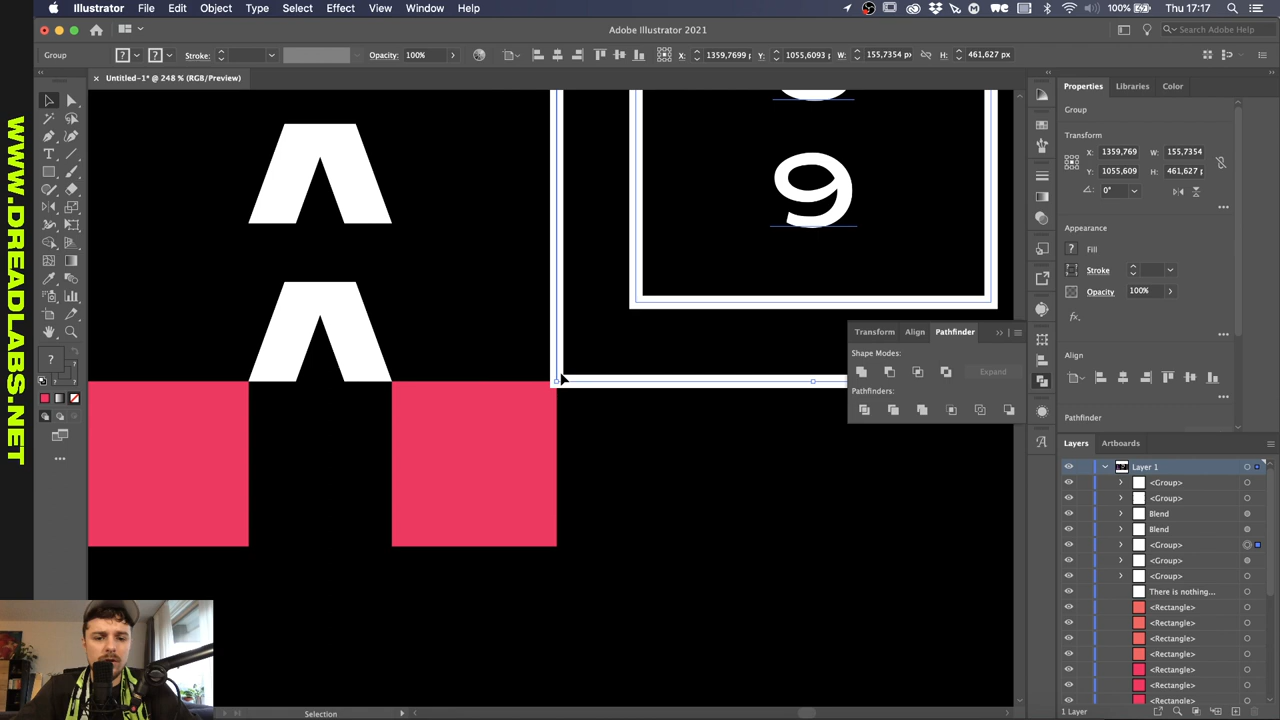 Illustrator File Edit Object Type Select Effect View Window Help 100% Thu 17:17
Adobe Illustrator 2021
Group ? ? Stroke: Opacity: 100% X: 1359,7699 Y: 1055,6093 W: 155,7354 px H: 461,627 px
× Untitled-1* @ 248 % (RGB/Preview)
Properties Libraries Color
Group
Transform
X: 1359,769 W: 155,7354
Y: 1055,609 H: 461,627
0°
Appearance
? Fill
Stroke
Opacity 100%
fx.
Align
Pathfinder
Transform Align Pathfinder
Shape Modes:
Expand
Pathfinders:
9
WWW.DREADLABS.NET
?
Layers Artboards
Layer 1
<Group>
<Group>
Blend
Blend
<Group>
<Group>
<Group>
There is nothing...
<Rectangle>
<Rectangle>
<Rectangle>
<Rectangle>
<Rectangle>
<Rectangle>
<Rectangle>
1 Layer
Selection